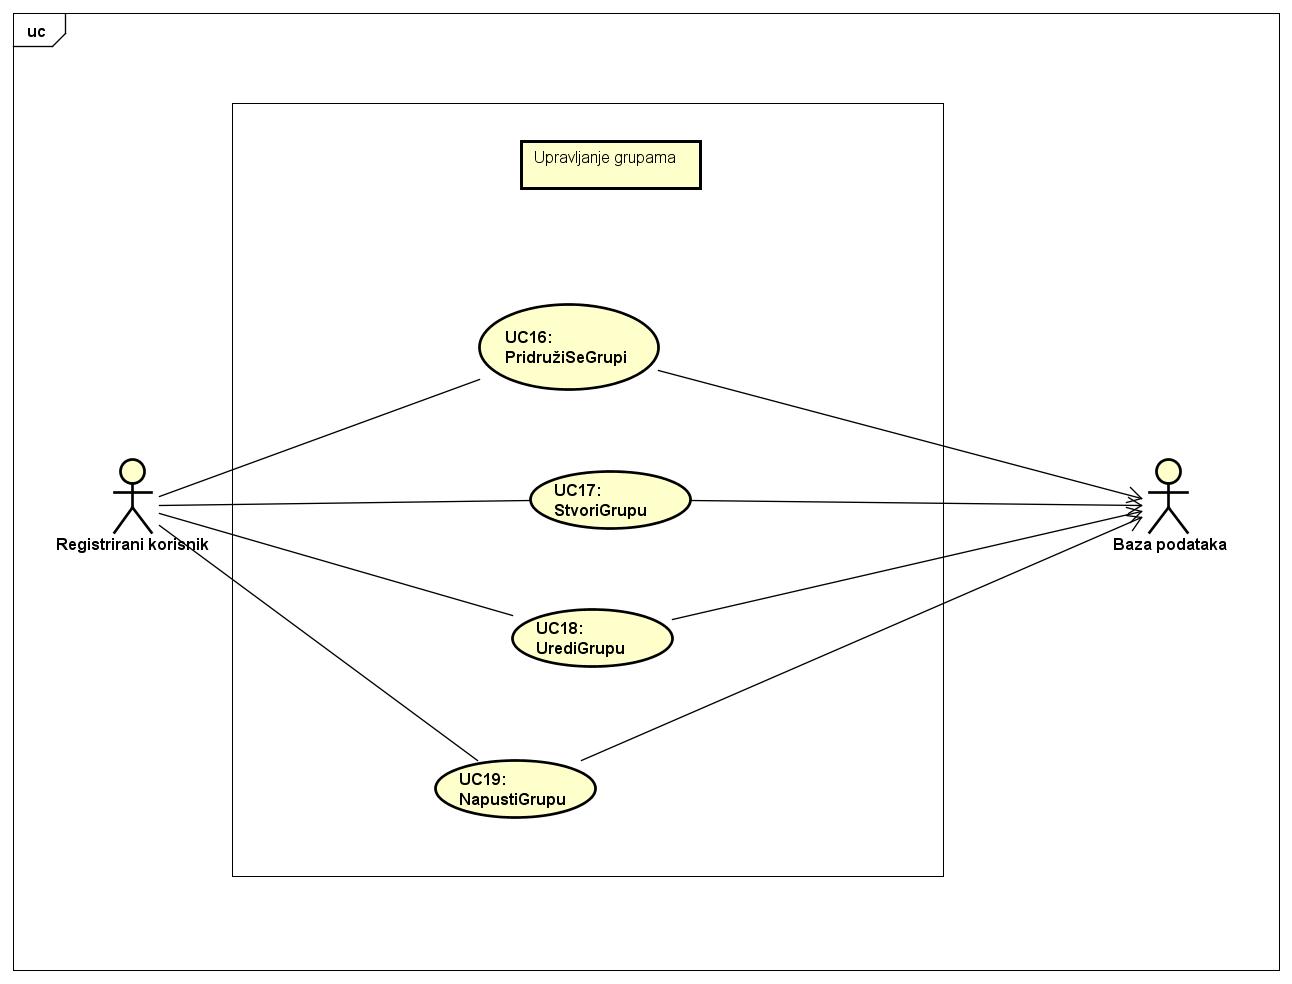 uc
Upravljanje grupama
UC16:
PridružiSeGrupi
UC17:
StvoriGrupu
Registrirani korisnik
Baza podataka
UC18:
UrediGrupu
UC19:
NapustiGrupu